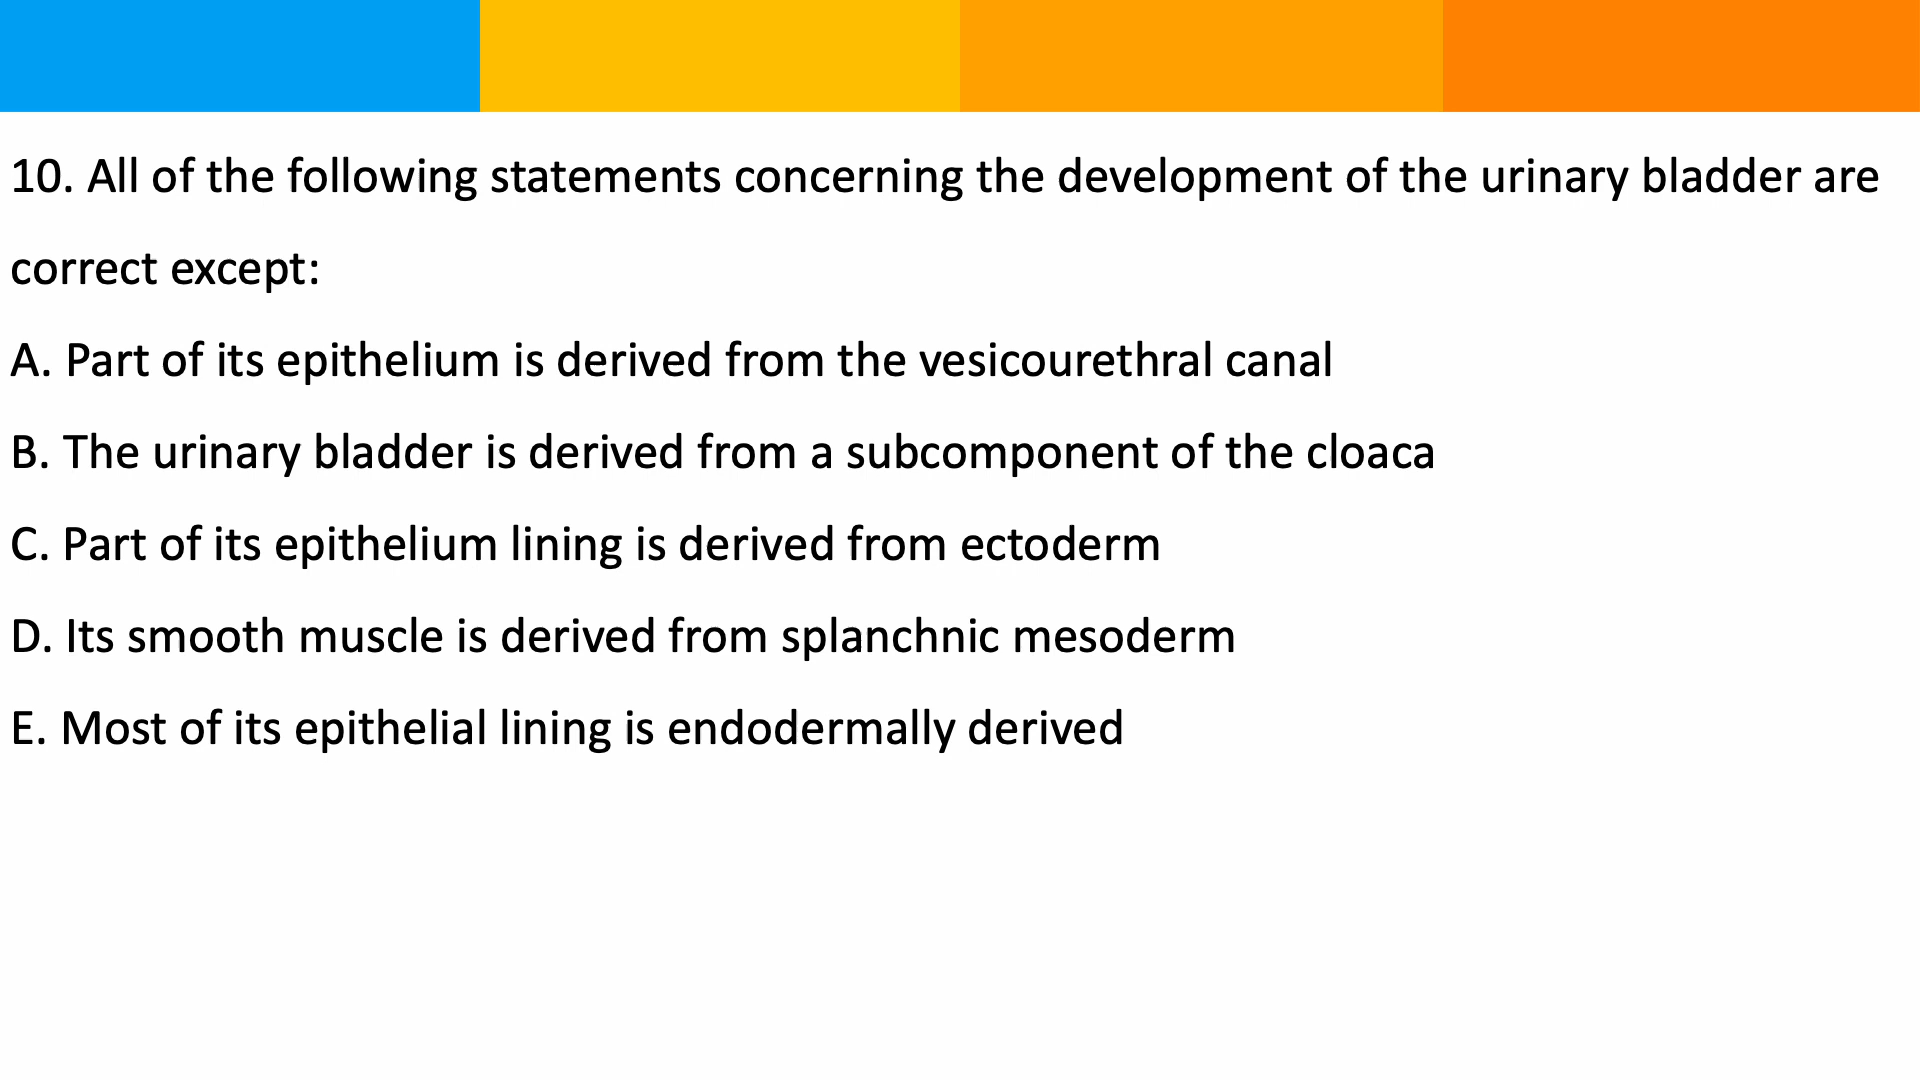 10. All of the following statements concerning the development of the urinary bladder are
correct except:
A. Part of its epithelium is derived from the vesicourethral canal
B. The urinary bladder is derived from a subcomponent of the cloaca
C. Part of its epithelium lining is derived from ectoderm
D. Its smooth muscle is derived from splanchnic mesoderm
E. Most of its epithelial lining is endodermally derived